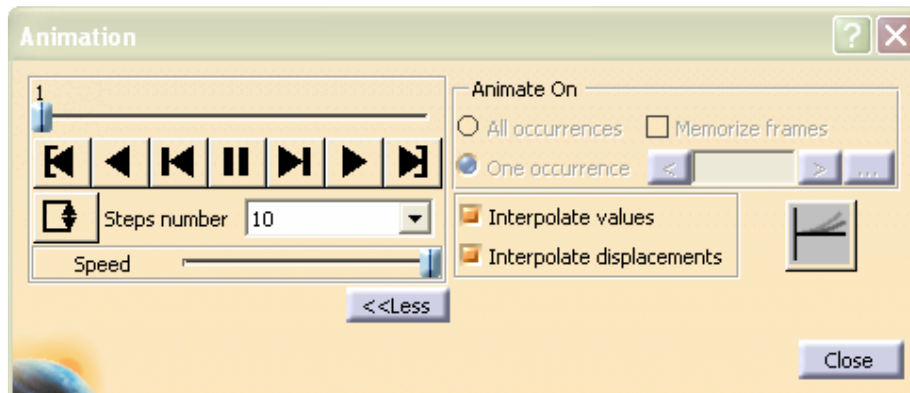 Animation
?
1
Animate On
All occurrences
Memorize frames
One occurrence
<
>
...
Steps number
10
Interpolate values
Interpolate displacements
Speed
<<Less
Close